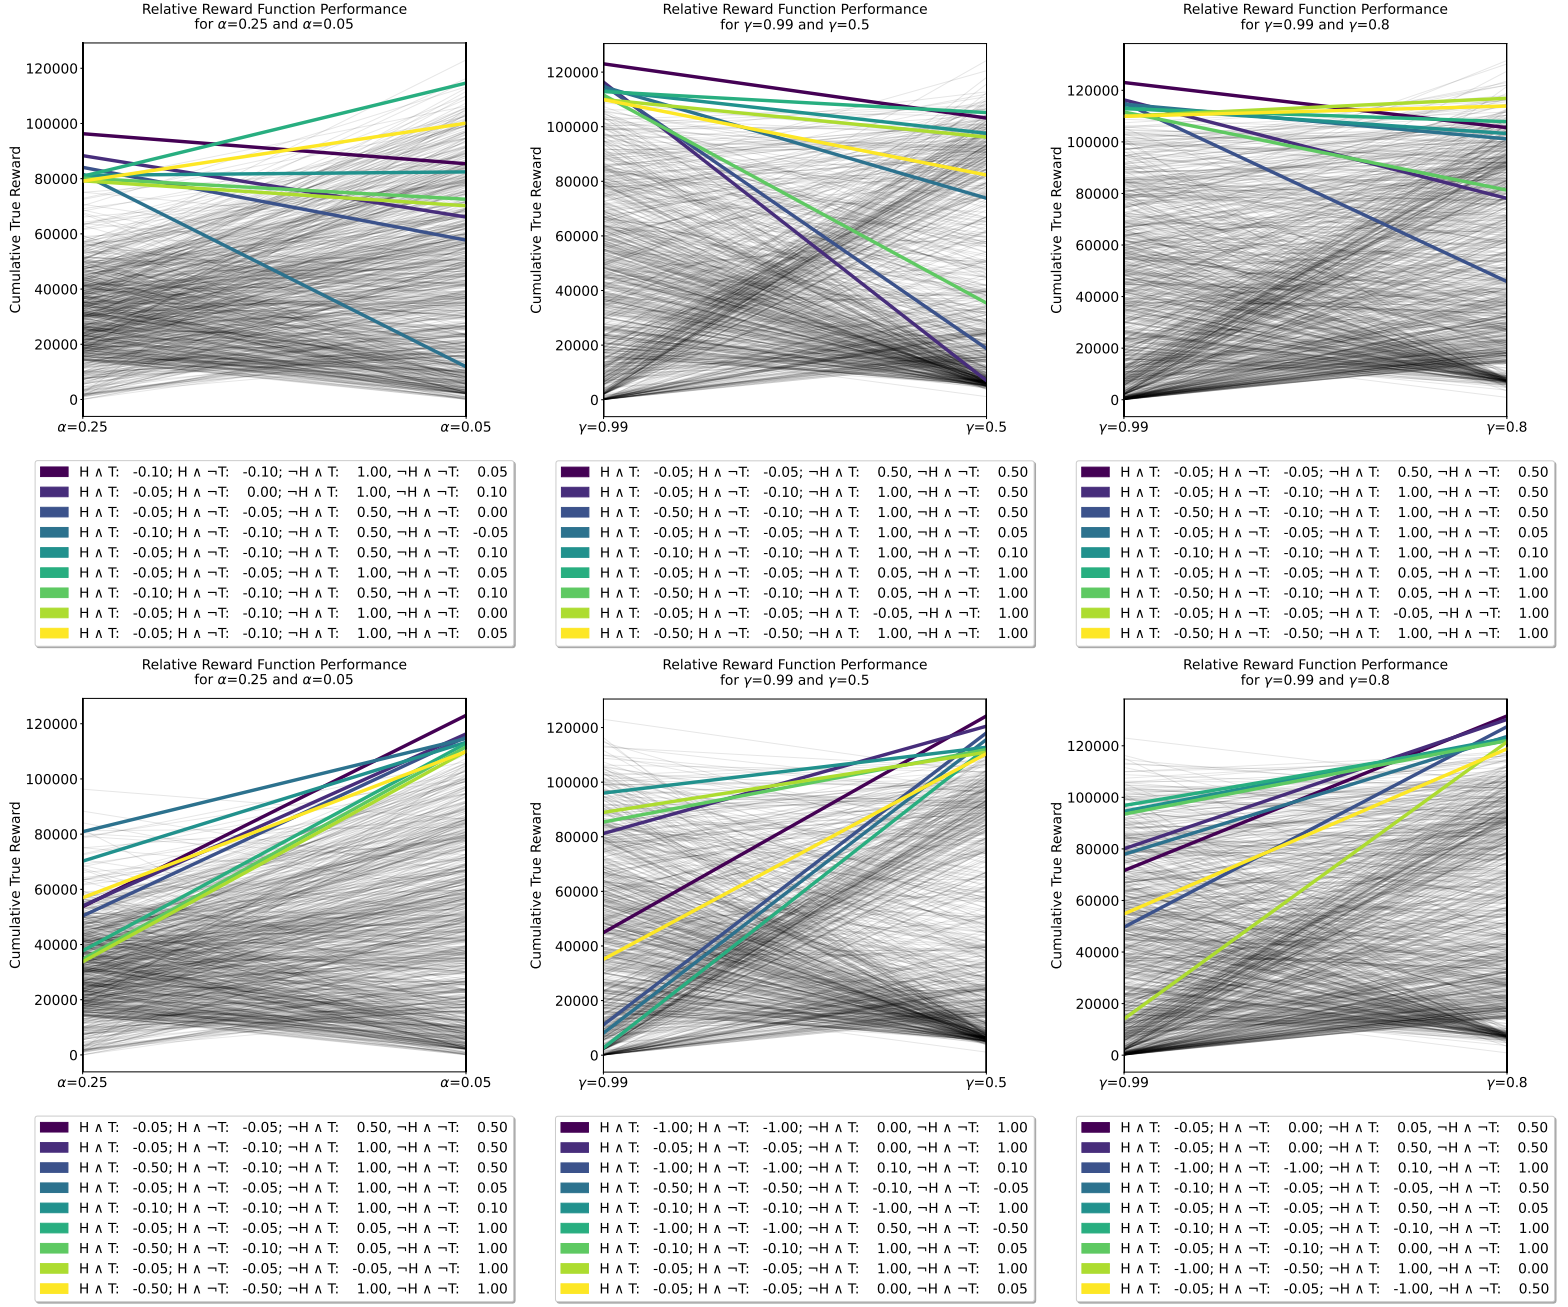 Relative Reward Function Performance
for α=0.25 and α=0.05
120000
100000
80000
60000
40000
20000
0
Cumulative True Reward
α=0.25
α=0.05
H ∧ T: -0.10; H ∧ ¬T: -0.10; ¬H ∧ T: 1.00, ¬H ∧ ¬T: 0.05
H ∧ T: -0.05; H ∧ ¬T: 0.00; ¬H ∧ T: 1.00, ¬H ∧ ¬T: 0.10
H ∧ T: -0.05; H ∧ ¬T: -0.05; ¬H ∧ T: 0.50, ¬H ∧ ¬T: 0.00
H ∧ T: -0.10; H ∧ ¬T: -0.10; ¬H ∧ T: 0.50, ¬H ∧ ¬T: -0.05
H ∧ T: -0.05; H ∧ ¬T: -0.10; ¬H ∧ T: 0.50, ¬H ∧ ¬T: 0.10
H ∧ T: -0.05; H ∧ ¬T: -0.05; ¬H ∧ T: 1.00, ¬H ∧ ¬T: 0.05
H ∧ T: -0.10; H ∧ ¬T: -0.10; ¬H ∧ T: 0.50, ¬H ∧ ¬T: 0.10
H ∧ T: -0.05; H ∧ ¬T: -0.10; ¬H ∧ T: 1.00, ¬H ∧ ¬T: 0.00
H ∧ T: -0.05; H ∧ ¬T: -0.10; ¬H ∧ T: 1.00, ¬H ∧ ¬T: 0.05
Relative Reward Function Performance
for γ=0.99 and γ=0.5
120000
100000
80000
60000
40000
20000
0
Cumulative True Reward
γ=0.99
γ=0.5
H ∧ T: -0.05; H ∧ ¬T: -0.05; ¬H ∧ T: 0.50, ¬H ∧ ¬T: 0.50
H ∧ T: -0.05; H ∧ ¬T: -0.10; ¬H ∧ T: 1.00, ¬H ∧ ¬T: 0.50
H ∧ T: -0.50; H ∧ ¬T: -0.10; ¬H ∧ T: 1.00, ¬H ∧ ¬T: 0.50
H ∧ T: -0.05; H ∧ ¬T: -0.05; ¬H ∧ T: 1.00, ¬H ∧ ¬T: 0.05
H ∧ T: -0.10; H ∧ ¬T: -0.10; ¬H ∧ T: 1.00, ¬H ∧ ¬T: 0.10
H ∧ T: -0.05; H ∧ ¬T: -0.05; ¬H ∧ T: 0.05, ¬H ∧ ¬T: 1.00
H ∧ T: -0.50; H ∧ ¬T: -0.10; ¬H ∧ T: 0.05, ¬H ∧ ¬T: 1.00
H ∧ T: -0.05; H ∧ ¬T: -0.05; ¬H ∧ T: -0.05, ¬H ∧ ¬T: 1.00
H ∧ T: -0.50; H ∧ ¬T: -0.50; ¬H ∧ T: 1.00, ¬H ∧ ¬T: 1.00
Relative Reward Function Performance
for γ=0.99 and γ=0.8
120000
100000
80000
60000
40000
20000
0
Cumulative True Reward
γ=0.99
γ=0.8
H ∧ T: -0.05; H ∧ ¬T: -0.05; ¬H ∧ T: 0.50, ¬H ∧ ¬T: 0.50
H ∧ T: -0.05; H ∧ ¬T: -0.10; ¬H ∧ T: 1.00, ¬H ∧ ¬T: 0.50
H ∧ T: -0.50; H ∧ ¬T: -0.10; ¬H ∧ T: 1.00, ¬H ∧ ¬T: 0.50
H ∧ T: -0.05; H ∧ ¬T: -0.05; ¬H ∧ T: 1.00, ¬H ∧ ¬T: 0.05
H ∧ T: -0.10; H ∧ ¬T: -0.10; ¬H ∧ T: 1.00, ¬H ∧ ¬T: 0.10
H ∧ T: -0.05; H ∧ ¬T: -0.05; ¬H ∧ T: 0.05, ¬H ∧ ¬T: 1.00
H ∧ T: -0.50; H ∧ ¬T: -0.10; ¬H ∧ T: 0.05, ¬H ∧ ¬T: 1.00
H ∧ T: -0.05; H ∧ ¬T: -0.05; ¬H ∧ T: -0.05, ¬H ∧ ¬T: 1.00
H ∧ T: -0.50; H ∧ ¬T: -0.50; ¬H ∧ T: 1.00, ¬H ∧ ¬T: 1.00
Relative Reward Function Performance
for α=0.25 and α=0.05
120000
100000
80000
60000
40000
20000
0
Cumulative True Reward
α=0.25
α=0.05
H ∧ T: -0.05; H ∧ ¬T: -0.05; ¬H ∧ T: 0.50, ¬H ∧ ¬T: 0.50
H ∧ T: -0.05; H ∧ ¬T: -0.10; ¬H ∧ T: 1.00, ¬H ∧ ¬T: 0.50
H ∧ T: -0.50; H ∧ ¬T: -0.10; ¬H ∧ T: 1.00, ¬H ∧ ¬T: 0.50
H ∧ T: -0.05; H ∧ ¬T: -0.05; ¬H ∧ T: 1.00, ¬H ∧ ¬T: 0.05
H ∧ T: -0.10; H ∧ ¬T: -0.10; ¬H ∧ T: 1.00, ¬H ∧ ¬T: 0.10
H ∧ T: -0.05; H ∧ ¬T: -0.05; ¬H ∧ T: 0.05, ¬H ∧ ¬T: 1.00
H ∧ T: -0.50; H ∧ ¬T: -0.10; ¬H ∧ T: 0.05, ¬H ∧ ¬T: 1.00
H ∧ T: -0.05; H ∧ ¬T: -0.05; ¬H ∧ T: -0.05, ¬H ∧ ¬T: 1.00
H ∧ T: -0.50; H ∧ ¬T: -0.50; ¬H ∧ T: 1.00, ¬H ∧ ¬T: 1.00
Relative Reward Function Performance
for γ=0.99 and γ=0.5
120000
100000
80000
60000
40000
20000
0
Cumulative True Reward
γ=0.99
γ=0.5
H ∧ T: -1.00; H ∧ ¬T: -1.00; ¬H ∧ T: 0.00, ¬H ∧ ¬T: 1.00
H ∧ T: -0.05; H ∧ ¬T: -0.05; ¬H ∧ T: 0.00, ¬H ∧ ¬T: 1.00
H ∧ T: -1.00; H ∧ ¬T: -1.00; ¬H ∧ T: 0.10, ¬H ∧ ¬T: 0.10
H ∧ T: -0.50; H ∧ ¬T: -0.50; ¬H ∧ T: -0.10, ¬H ∧ ¬T: -0.05
H ∧ T: -0.10; H ∧ ¬T: -0.10; ¬H ∧ T: -1.00, ¬H ∧ ¬T: 1.00
H ∧ T: -1.00; H ∧ ¬T: -1.00; ¬H ∧ T: 0.50, ¬H ∧ ¬T: -0.50
H ∧ T: -0.10; H ∧ ¬T: -0.10; ¬H ∧ T: 1.00, ¬H ∧ ¬T: 0.05
H ∧ T: -0.05; H ∧ ¬T: -0.05; ¬H ∧ T: 1.00, ¬H ∧ ¬T: 1.00
H ∧ T: -0.05; H ∧ ¬T: -0.05; ¬H ∧ T: 0.00, ¬H ∧ ¬T: 0.05
Relative Reward Function Performance
for γ=0.99 and γ=0.8
120000
100000
80000
60000
40000
20000
0
Cumulative True Reward
γ=0.99
γ=0.8
H ∧ T: -0.05; H ∧ ¬T: 0.00; ¬H ∧ T: 0.05, ¬H ∧ ¬T: 0.50
H ∧ T: -0.05; H ∧ ¬T: 0.00; ¬H ∧ T: 0.50, ¬H ∧ ¬T: 0.50
H ∧ T: -1.00; H ∧ ¬T: -1.00; ¬H ∧ T: 0.10, ¬H ∧ ¬T: 1.00
H ∧ T: -0.10; H ∧ ¬T: -0.05; ¬H ∧ T: -0.05, ¬H ∧ ¬T: 0.50
H ∧ T: -0.05; H ∧ ¬T: -0.05; ¬H ∧ T: 0.50, ¬H ∧ ¬T: 0.05
H ∧ T: -0.10; H ∧ ¬T: -0.05; ¬H ∧ T: -0.10, ¬H ∧ ¬T: 1.00
H ∧ T: -0.05; H ∧ ¬T: -0.10; ¬H ∧ T: 0.00, ¬H ∧ ¬T: 1.00
H ∧ T: -1.00; H ∧ ¬T: -0.50; ¬H ∧ T: 1.00, ¬H ∧ ¬T: 0.00
H ∧ T: -0.05; H ∧ ¬T: -0.05; ¬H ∧ T: -1.00, ¬H ∧ ¬T: 0.50